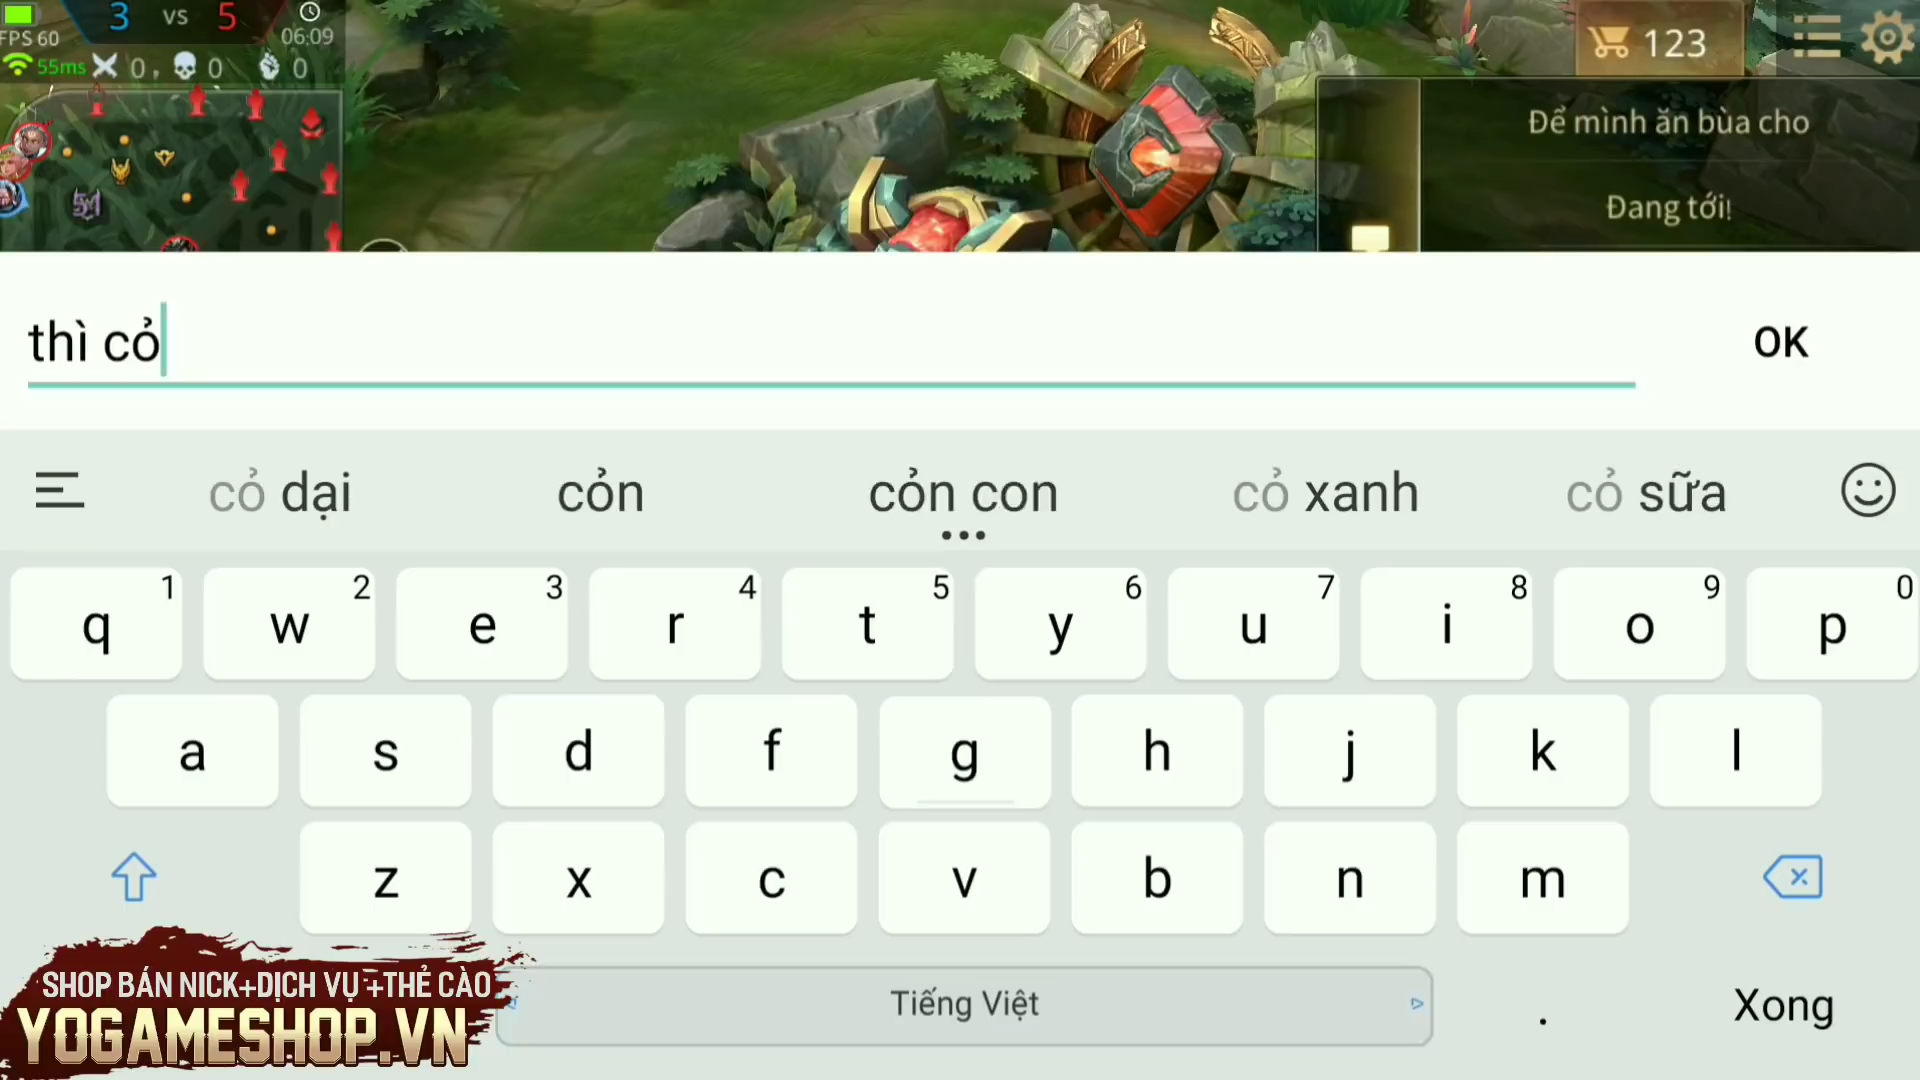 3 vs 5
FPS 60
06:09
55ms 0, 0 0
123
Để mình ăn bùa cho
Đang tới!
thì cỏ
OK
cỏ dại cỏn cỏn con cỏ xanh cỏ sữa
1 2 3 4 5 6 7 8 9 0
q w e r t y u i o p
a s d f g h j k l
z x c v b n m
Tiếng Việt . Xong
SHOP BÁN NICK+DỊCH VỤ+THẺ CÀO
YOGAMESHOP.VN